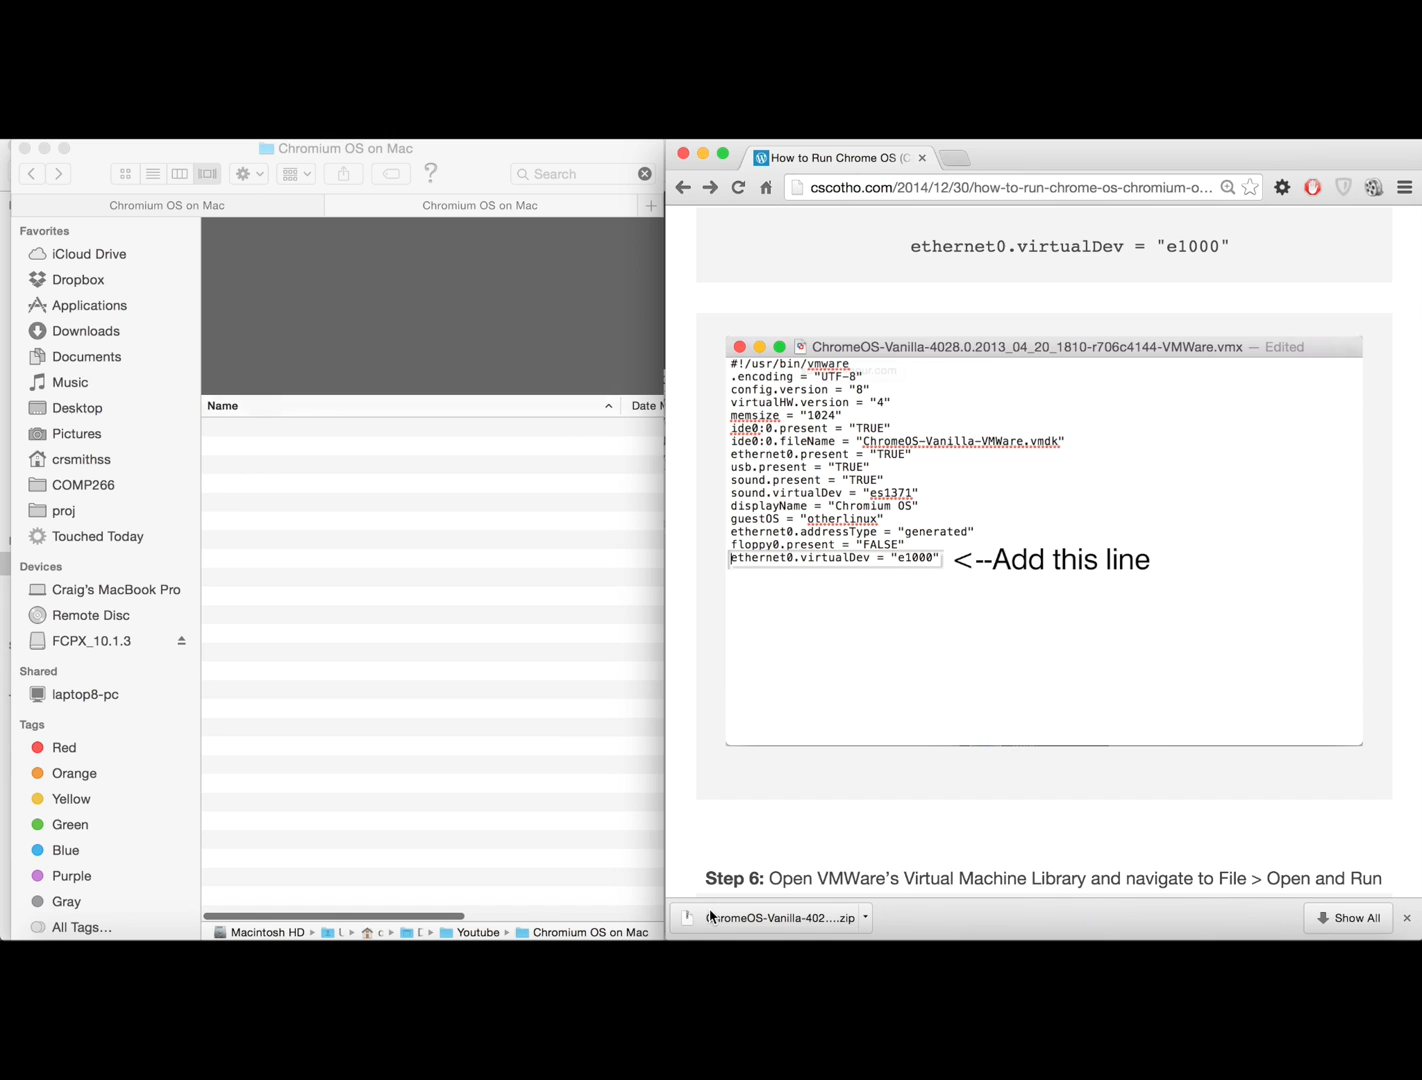 Chromium OS on Mac
Search
Chromium OS on Mac
Chromium OS on Mac
Favorites
iCloud Drive
Dropbox
Applications
Downloads
Documents
Music
Desktop
Pictures
crsmithss
COMP266
proj
Touched Today
Devices
Craig's MacBook Pro
Remote Disc
FCPX_10.1.3
Shared
laptop8-pc
Tags
Red
Orange
Yellow
Green
Blue
Purple
Gray
All Tags...
Name
Date M
Macintosh HD
Youtube
Chromium OS on Mac
How to Run Chrome OS (C
cscotho.com/2014/12/30/how-to-run-chrome-os-chromium-o...
ethernet0.virtualDev = "e1000"
ChromeOS-Vanilla-4028.0.2013_04_20_1810-r706c4144-VMWare.vmx — Edited
#!/usr/bin/vmware
.encoding = "UTF-8"
config.version = "8"
virtualHW.version = "4"
memsize = "1024"
ide0:0.present = "TRUE"
ide0:0.fileName = "ChromeOS-Vanilla-VMWare.vmdk"
ethernet0.present = "TRUE"
usb.present = "TRUE"
sound.present = "TRUE"
sound.virtualDev = "es1371"
displayName = "Chromium OS"
guestOS = "otherlinux"
ethernet0.addressType = "generated"
floppy0.present = "FALSE"
ethernet0.virtualDev = "e1000" <--Add this line
Step 6: Open VMWare's Virtual Machine Library and navigate to File > Open and Run
ChromeOS-Vanilla-402....zip
Show All